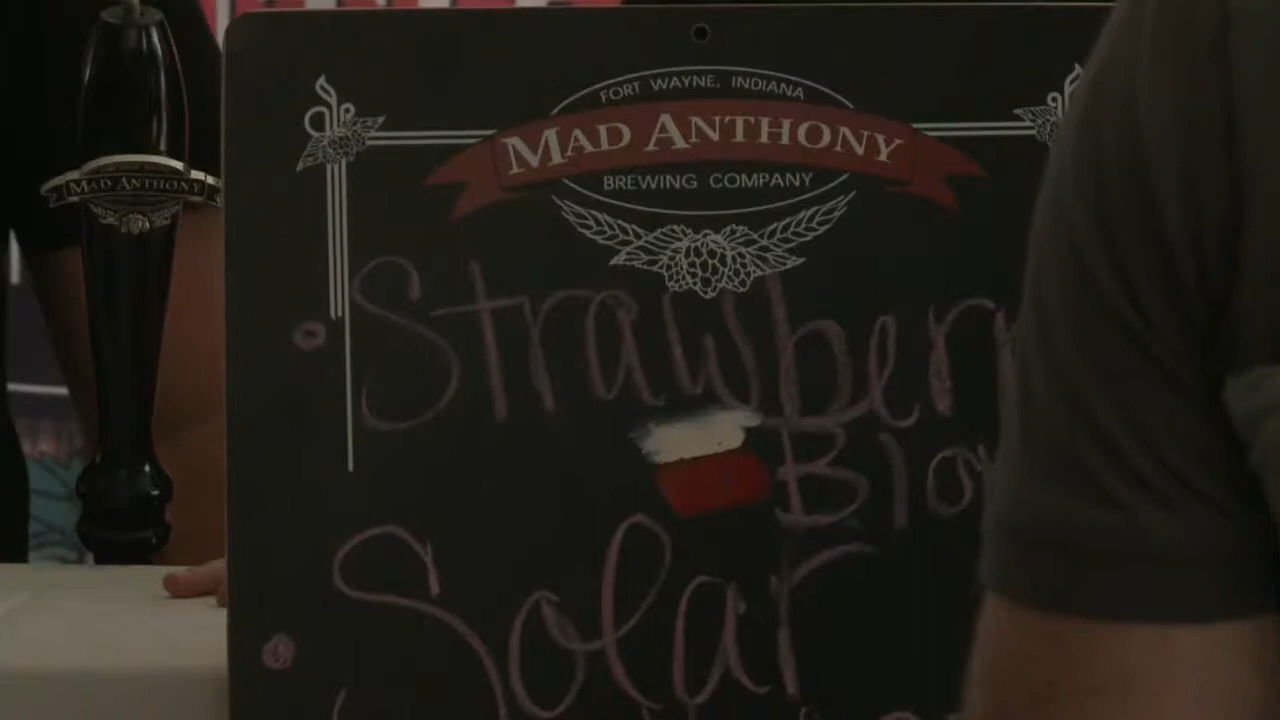 MAD ANTHONY
FORT WAYNE, INDIANA
MAD ANTHONY
BREWING COMPANY
• Strawber
Blo
• Solar